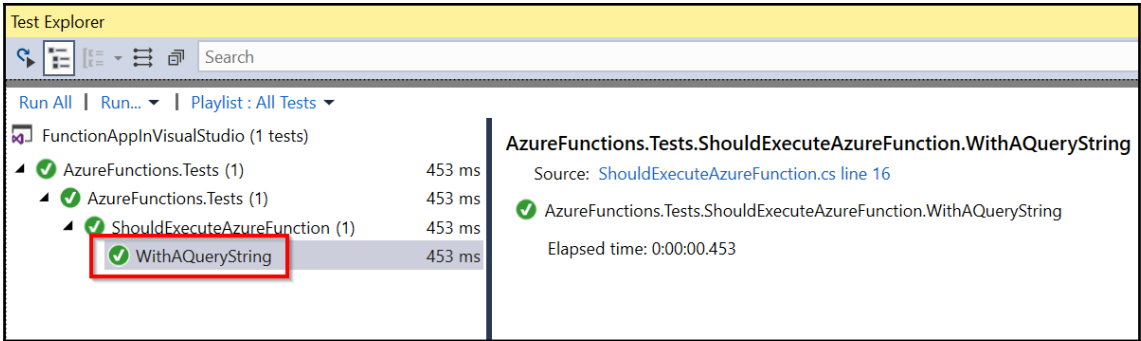 Test Explorer
Search
Run All | Run... | Playlist : All Tests
FunctionAppInVisualStudio (1 tests)
AzureFunctions.Tests (1) 453 ms
AzureFunctions.Tests (1) 453 ms
ShouldExecuteAzureFunction (1) 453 ms
WithAQueryString 453 ms
AzureFunctions.Tests.ShouldExecuteAzureFunction.WithAQueryString
Source: ShouldExecuteAzureFunction.cs line 16
AzureFunctions.Tests.ShouldExecuteAzureFunction.WithAQueryString
Elapsed time: 0:00:00.453